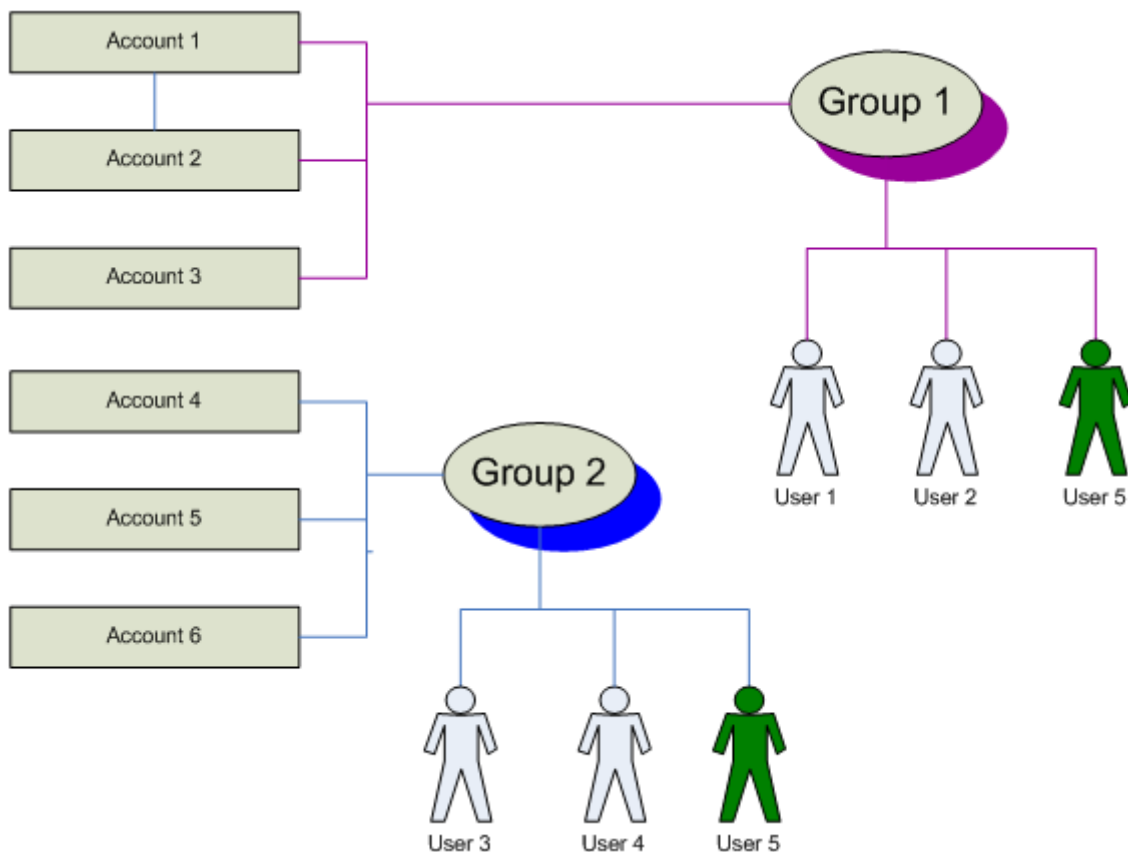 Account 1
Group 1
Account 2
Account 3
Account 4
Group 2
User 1
User 2
User 5
Account 5
Account 6
User 3
User 4
User 5